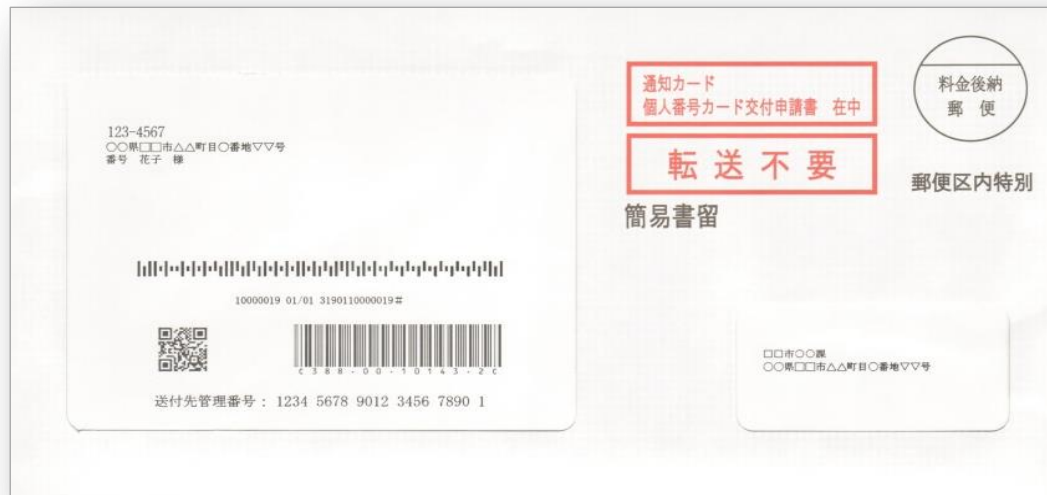 123-4567
○○県□□市△△町目○番地▽▽号
番号 花子 様
10000019 01/01 3190110000019#
C388-00-10143-2C
送付先管理番号： 1234 5678 9012 3456 7890 1
通知カード
個人番号カード交付申請書 在中
転送不要
簡易書留
料金後納
郵便
郵便区内特別
□□市○○課
○○県□□市△△町目○番地▽▽号